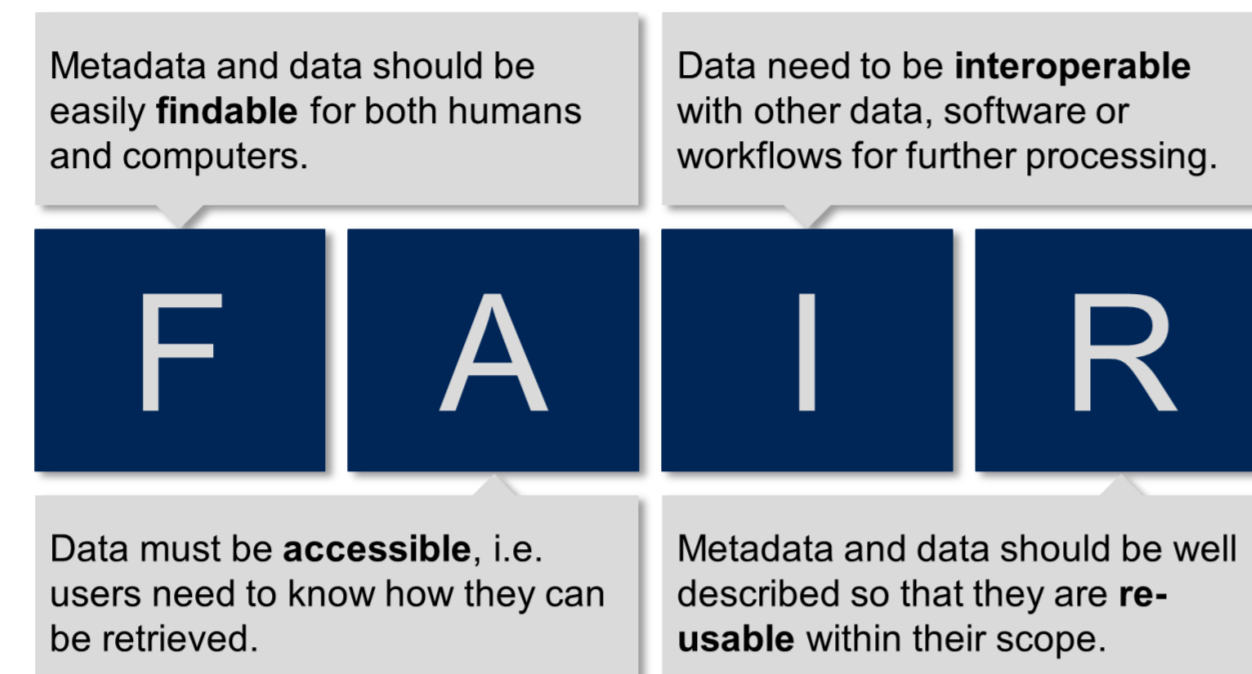 Metadata and data should be
easily findable for both humans
and computers.
Data need to be interoperable
with other data, software or
workflows for further processing.
F A I R
Data must be accessible, i.e.
users need to know how they can
be retrieved.
Metadata and data should be well
described so that they are re-
usable within their scope.